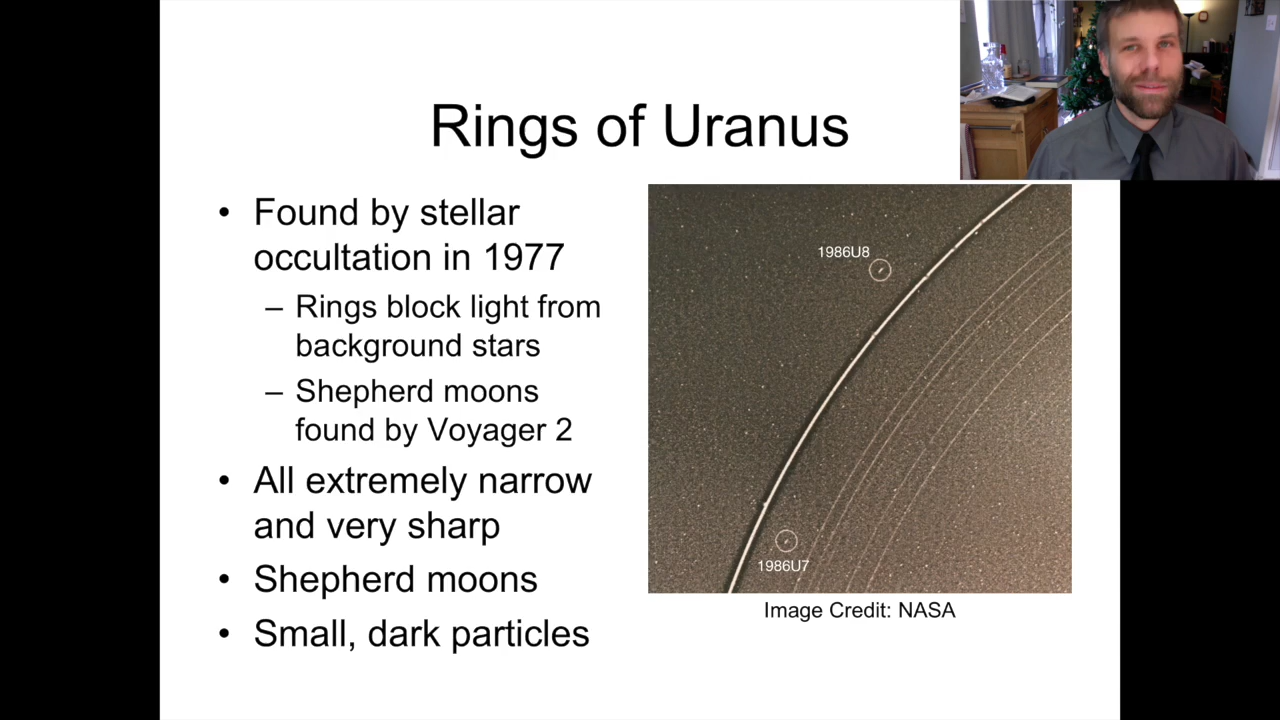 Rings of Uranus
• Found by stellar
occultation in 1977
– Rings block light from
background stars
– Shepherd moons
found by Voyager 2
• All extremely narrow
and very sharp
• Shepherd moons
• Small, dark particles
1986U8
1986U7
Image Credit: NASA